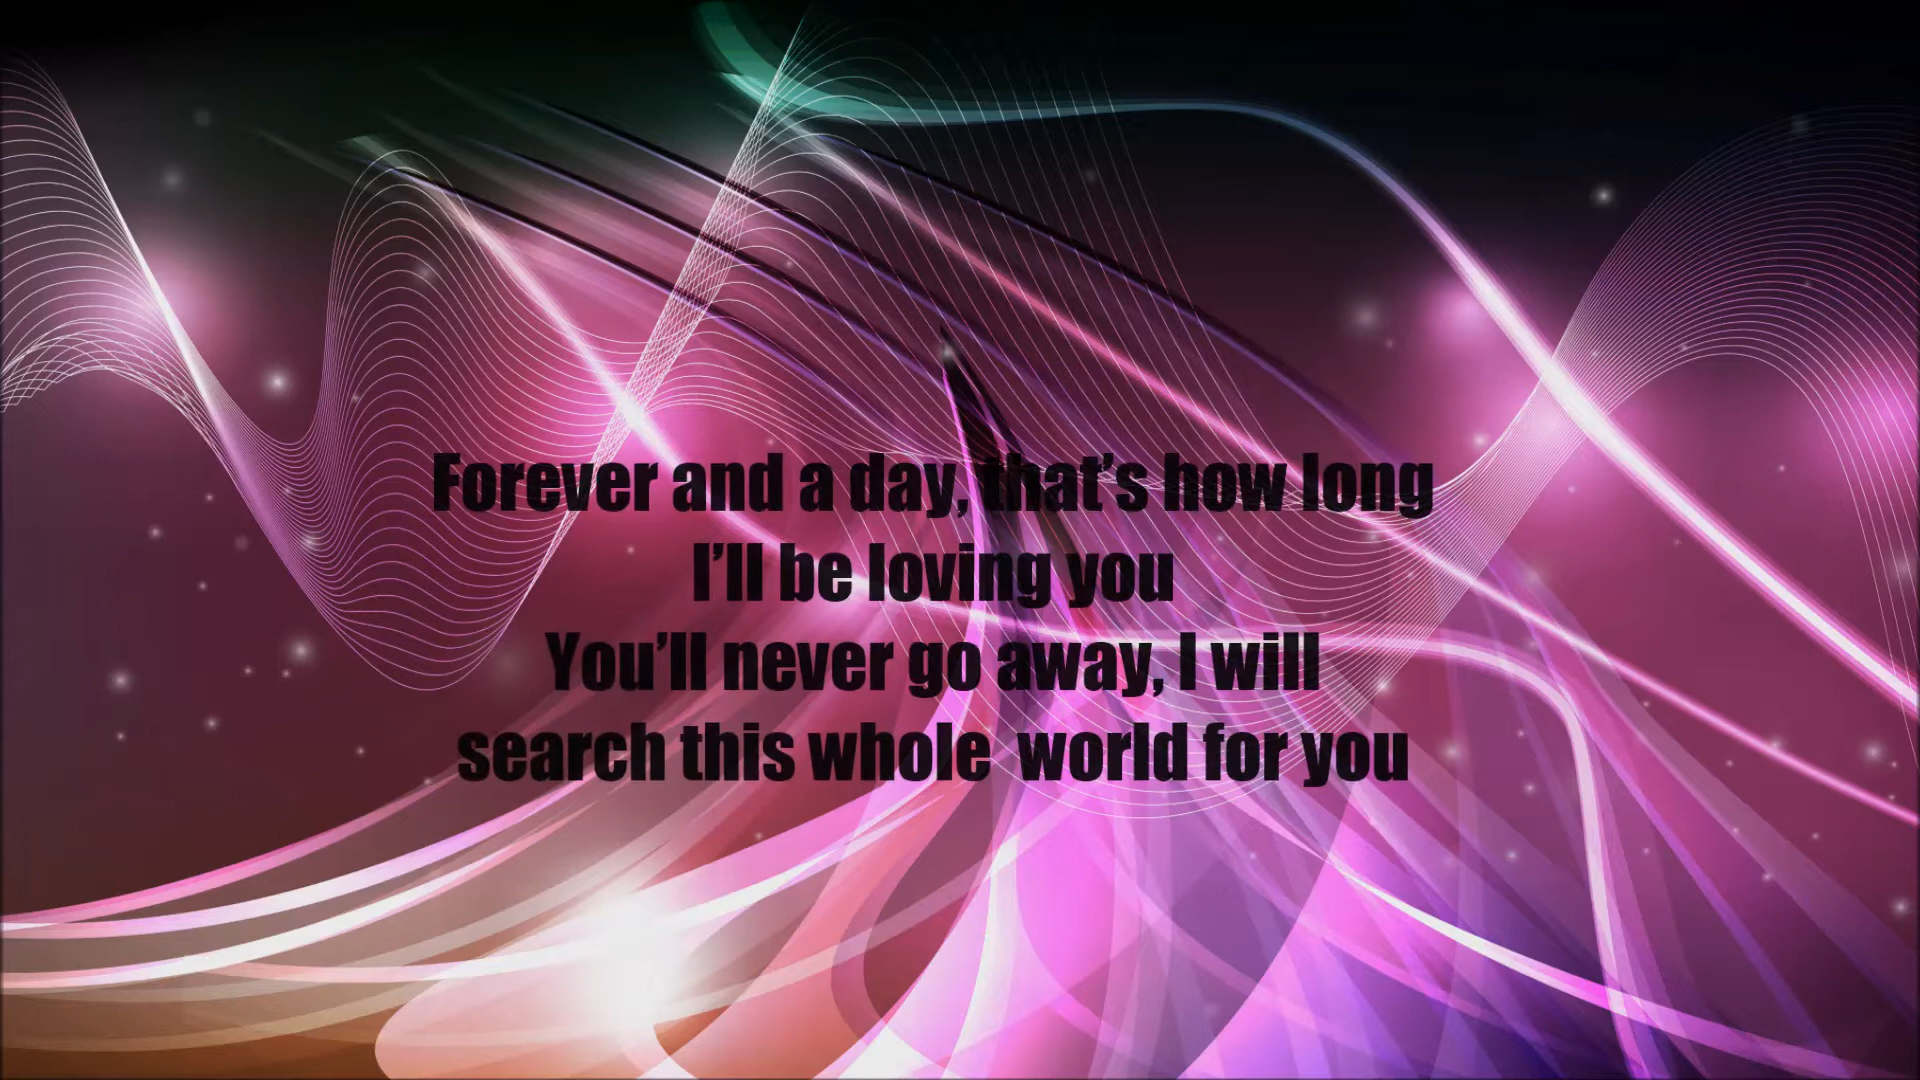 Forever and a day, that's how long
I'll be loving you
You'll never go away, I will
search this whole world for you